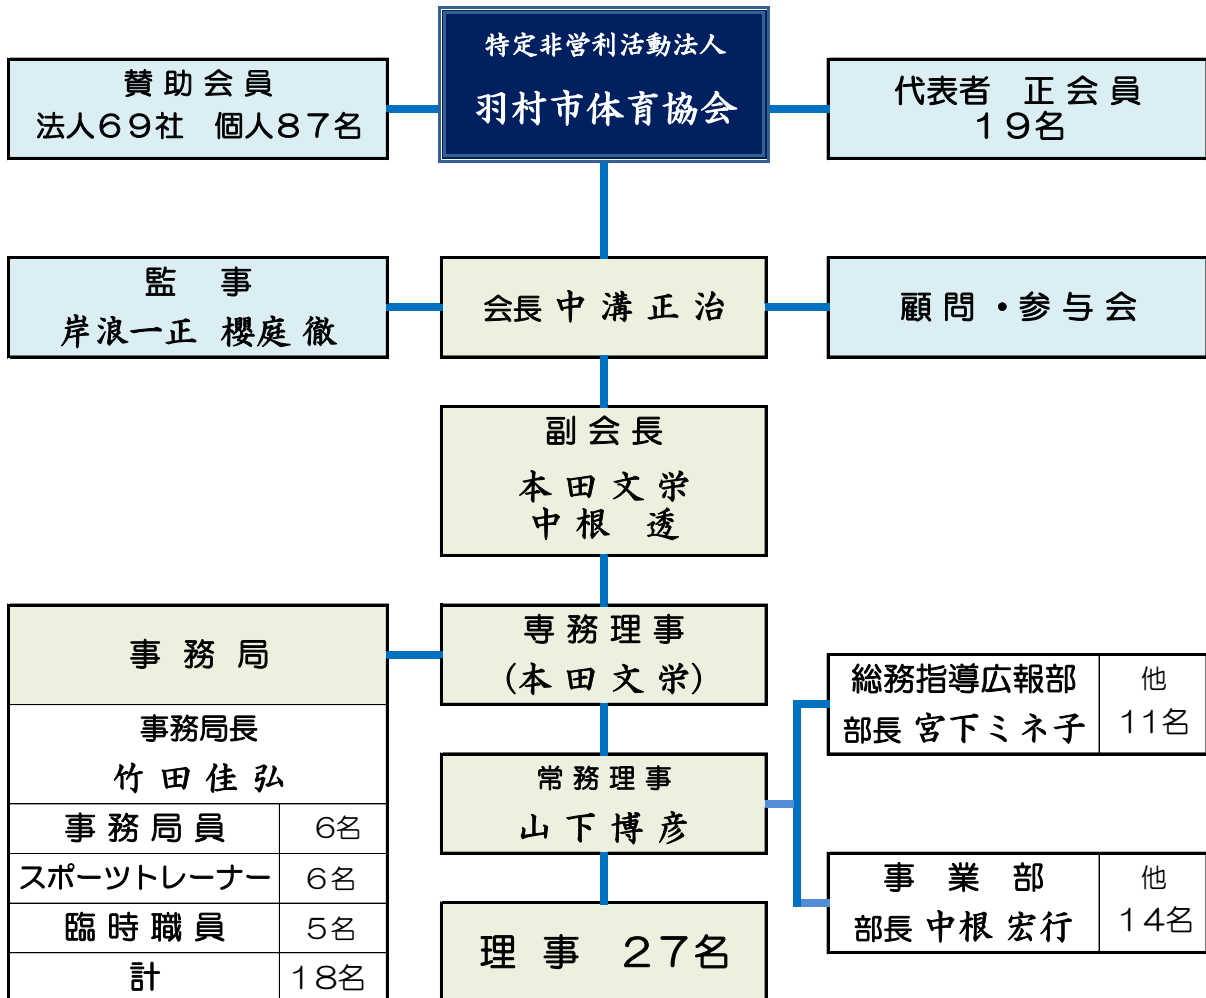 特定非営利活動法人
羽村市体育協会
賛助会員
法人69社　個人87名
代表者　正会員
19名
監　事
岸浪一正 櫻庭 徹
会長 中溝正治
顧問・参与会
副会長
本田文栄
中根　透
事務局
専務理事
(本田文栄)
事務局長
竹田佳弘
総務指導広報部 他
部長 宮下ミネ子 11名
常務理事
山下博彦
事務局員 6名
スポーツトレーナー 6名
臨時職員 5名
計 18名
事　業　部 他
部長 中根 宏行 14名
理 事　27名